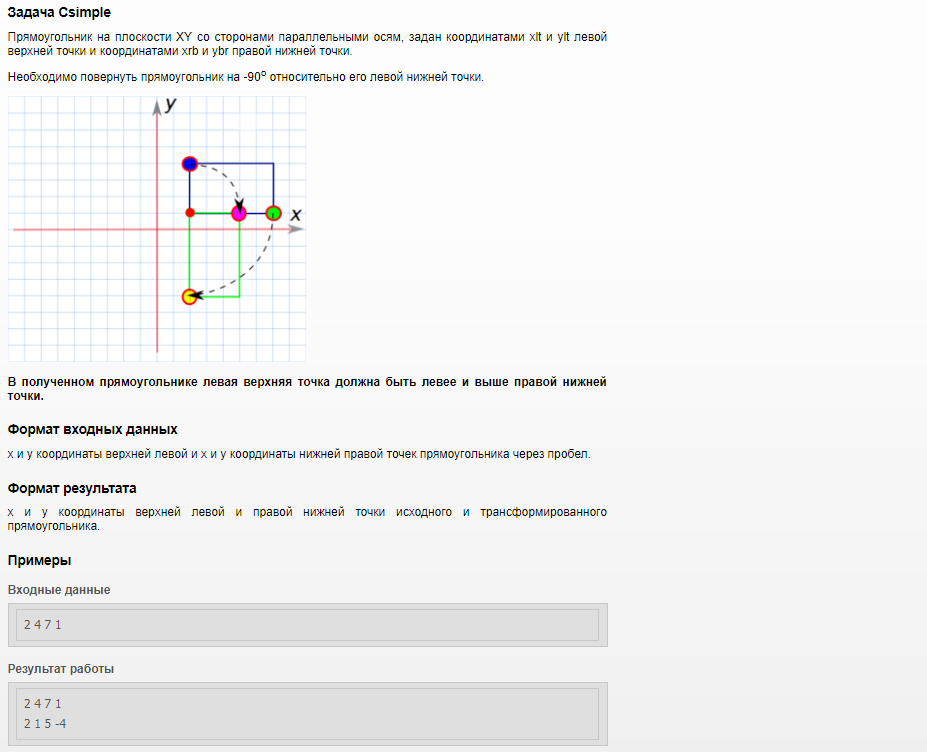 Задача Csimple
Прямоугольник на плоскости XY со сторонами параллельными осям, задан координатами xlt и ylt левой
верхней точки и координатами xrb и ybr правой нижней точки.
Необходимо повернуть прямоугольник на -90° относительно его левой нижней точки.
y
x
В полученном прямоугольнике левая верхняя точка должна быть левее и выше правой нижней
точки.
Формат входных данных
x и y координаты верхней левой и x и y координаты нижней правой точек прямоугольника через пробел.
Формат результата
x и y координаты верхней левой и правой нижней точки исходного и трансформированного
прямоугольника.
Примеры
Входные данные
2 4 7 1
Результат работы
2 4 7 1
2 1 5 -4